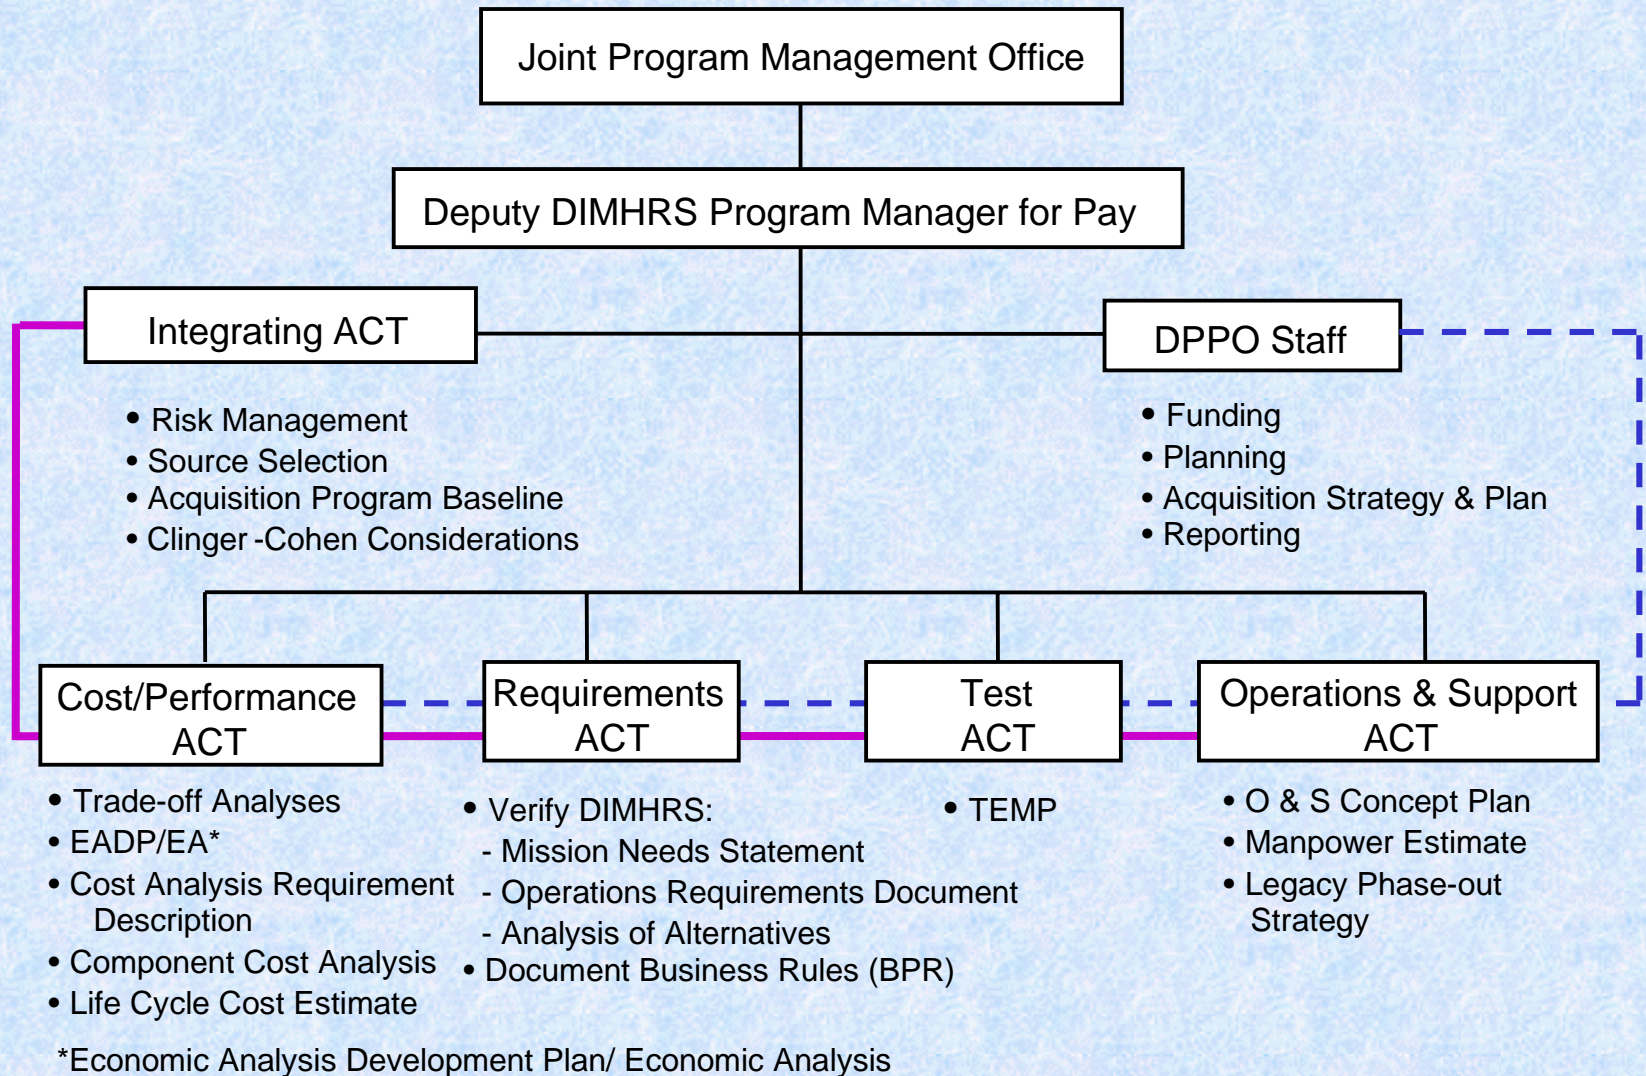 Joint Program Management Office
Deputy DIMHRS Program Manager for Pay
Integrating ACT
• Risk Management
• Source Selection
• Acquisition Program Baseline
• Clinger-Cohen Considerations
DPPO Staff
• Funding
• Planning
• Acquisition Strategy & Plan
• Reporting
Cost/Performance
ACT
• Trade-off Analyses
• EADP/EA*
• Cost Analysis Requirement
Description
• Component Cost Analysis
• Life Cycle Cost Estimate
Requirements
ACT
• Verify DIMHRS:
- Mission Needs Statement
- Operations Requirements Document
- Analysis of Alternatives
• Document Business Rules (BPR)
Test
ACT
• TEMP
Operations & Support
ACT
• O & S Concept Plan
• Manpower Estimate
• Legacy Phase-out
Strategy
*Economic Analysis Development Plan/ Economic Analysis